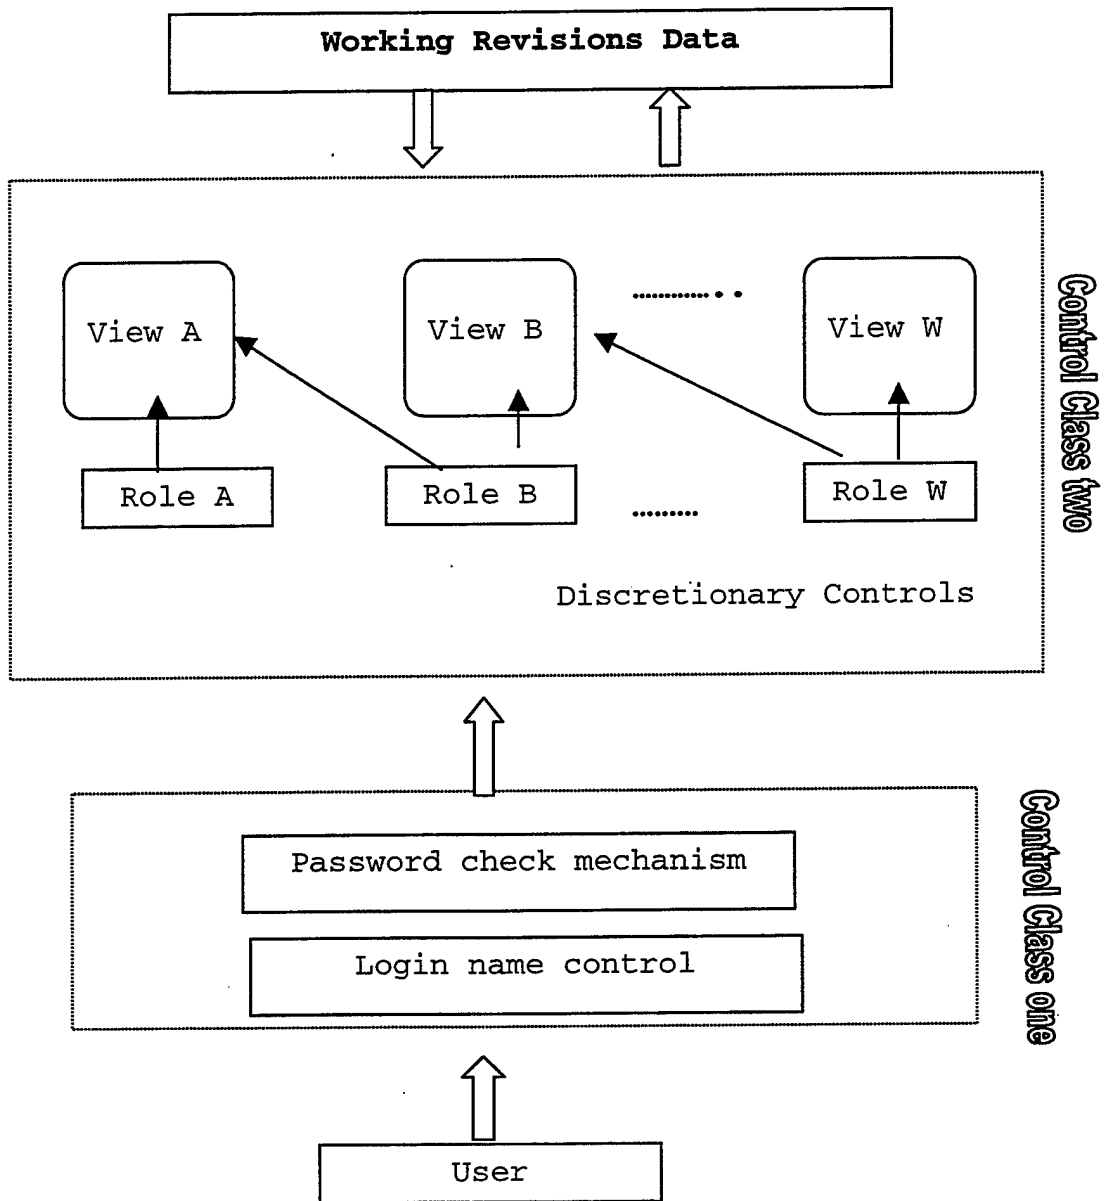 Working Revisions Data
View A
View B
View W
Role A
Role B
Role W
Discretionary Controls
Control Class two
Password check mechanism
Login name control
Control Class one
User